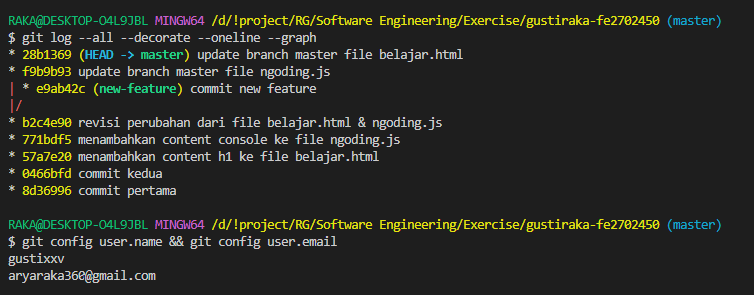 RAKA@DESKTOP-O4L9JBL MINGW64 /d/!project/RG/Software Engineering/Exercise/gustiraka-fe2702450 (master)
$ git log --all --decorate --oneline --graph
* 28b1369 (HEAD -> master) update branch master file belajar.html
* f9b9b93 update branch master file ngoding.js
| * e9ab42c (new-feature) commit new feature
|/
* b2c4e90 revisi perubahan dari file belajar.html & ngoding.js
* 771bdf5 menambahkan content console ke file ngoding.js
* 57a7e20 menambahkan content h1 ke file belajar.html
* 0466bfd commit kedua
* 8d36996 commit pertama
RAKA@DESKTOP-O4L9JBL MINGW64 /d/!project/RG/Software Engineering/Exercise/gustiraka-fe2702450 (master)
$ git config user.name && git config user.email
gustixxv
aryaraka360@gmail.com